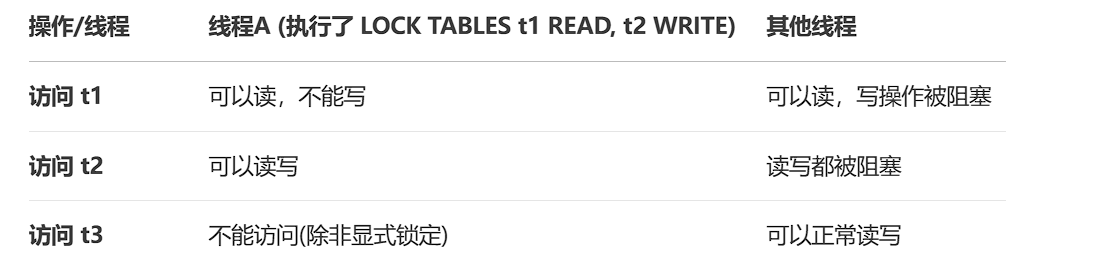 操作/线程 线程A (执行了 LOCK TABLES t1 READ, t2 WRITE) 其他线程
访问 t1 可以读，不能写 可以读，写操作被阻塞
访问 t2 可以读写 读写都被阻塞
访问 t3 不能访问(除非显式锁定) 可以正常读写